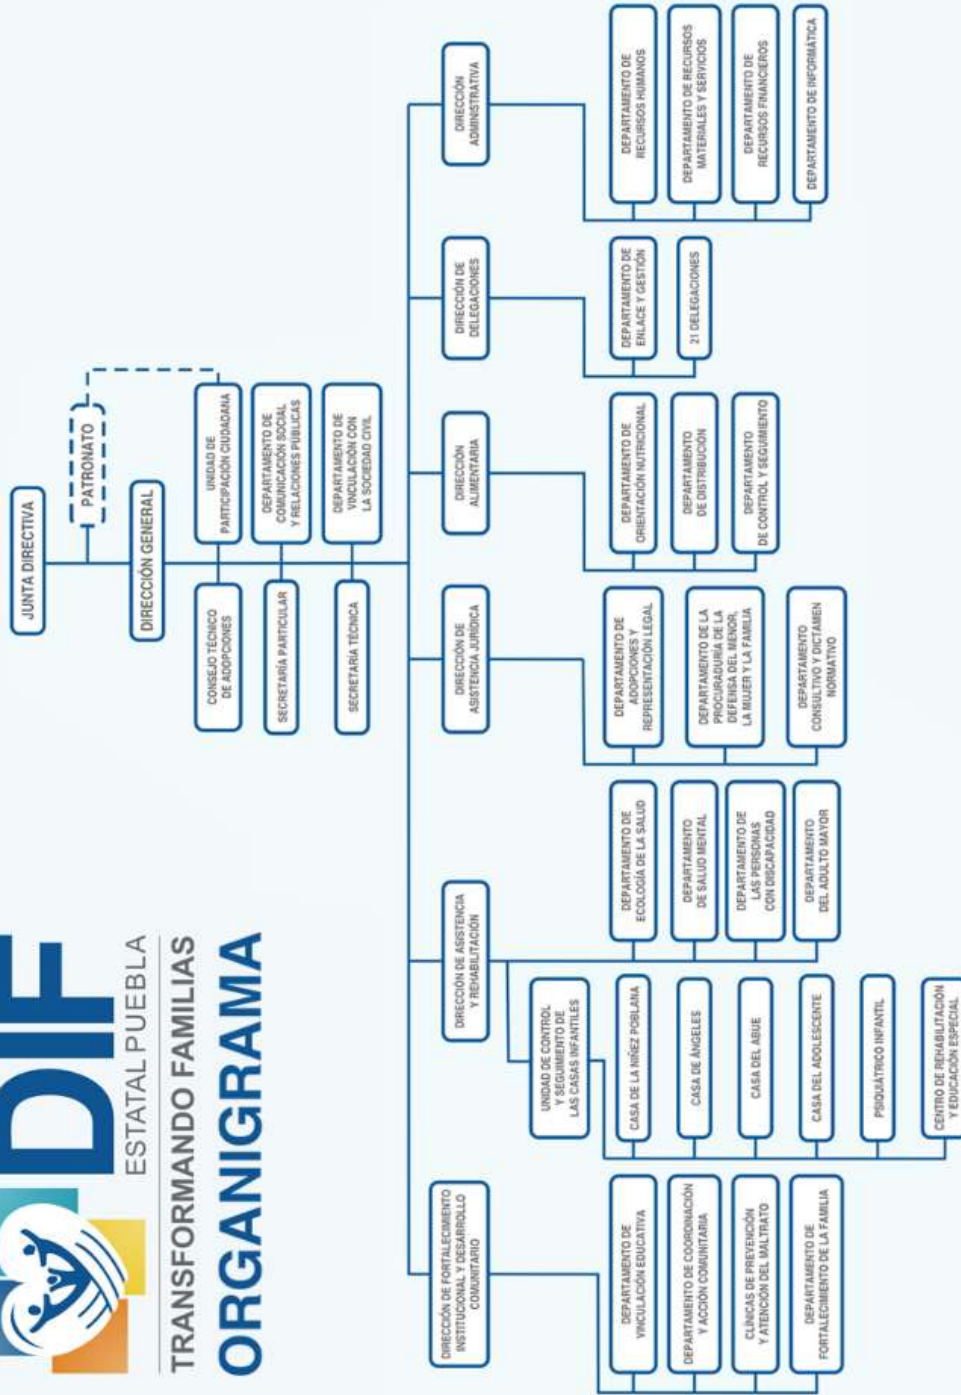 DIF
ESTATAL PUEBLA
TRANSFORMANDO FAMILIAS
ORGANIGRAMA
JUNTA DIRECTIVA
PATRONATO
DIRECCIÓN GENERAL
CONSEJO TÉCNICO
DE ADOPCIONES
UNIDAD DE
PARTICIPACIÓN CIUDADANA
SECRETARÍA PARTICULAR
DEPARTAMENTO DE
COMUNICACIÓN SOCIAL
Y RELACIONES PÚBLICAS
SECRETARÍA TÉCNICA
DEPARTAMENTO DE
VINCULACIÓN CON
LA SOCIEDAD CIVIL
DIRECCIÓN DE FORTALECIMIENTO
INSTITUCIONAL Y DESARROLLO
COMUNITARIO
DEPARTAMENTO DE
VINCULACIÓN EDUCATIVA
DEPARTAMENTO DE COORDINACIÓN
Y ACCIÓN COMUNITARIA
CLÍNICAS DE PREVENCIÓN
Y ATENCIÓN DEL MALTRATO
DEPARTAMENTO DE
FORTALECIMIENTO DE LA FAMILIA
DIRECCIÓN DE ASISTENCIA
Y REHABILITACIÓN
UNIDAD DE CONTROL
Y SEGUIMIENTO DE
LAS CASAS INFANTILES
CASA DE LA NIÑEZ POBLANA
CASA DE ÁNGELES
CASA DEL ABUE
CASA DEL ADOLESCENTE
PSIQUIÁTRICO INFANTIL
CENTRO DE REHABILITACIÓN
Y EDUCACIÓN ESPECIAL
DEPARTAMENTO DE
ECOLOGÍA DE LA SALUD
DEPARTAMENTO
DE SALUD MENTAL
DEPARTAMENTO DE
LAS PERSONAS
CON DISCAPACIDAD
DEPARTAMENTO
DEL ADULTO MAYOR
DIRECCIÓN DE
ASISTENCIA JURÍDICA
DEPARTAMENTO DE
ADOPCIONES Y
REPRESENTACIÓN LEGAL
DEPARTAMENTO DE LA
PROCURADURÍA DE LA
DEFENSA DEL MENOR,
LA MUJER Y LA FAMILIA
DEPARTAMENTO
CONSULTIVO Y DICTAMEN
NORMATIVO
DIRECCIÓN
ALIMENTARIA
DEPARTAMENTO DE
ORIENTACIÓN NUTRICIONAL
DEPARTAMENTO
DE DISTRIBUCIÓN
DEPARTAMENTO
DE CONTROL Y SEGUIMIENTO
DIRECCIÓN DE
DELEGACIONES
DEPARTAMENTO DE
ENLACE Y GESTIÓN
21 DELEGACIONES
DIRECCIÓN
ADMINISTRATIVA
DEPARTAMENTO DE
RECURSOS HUMANOS
DEPARTAMENTO DE RECURSOS
MATERIALES Y SERVICIOS
DEPARTAMENTO DE
RECURSOS FINANCIEROS
DEPARTAMENTO DE INFORMÁTICA